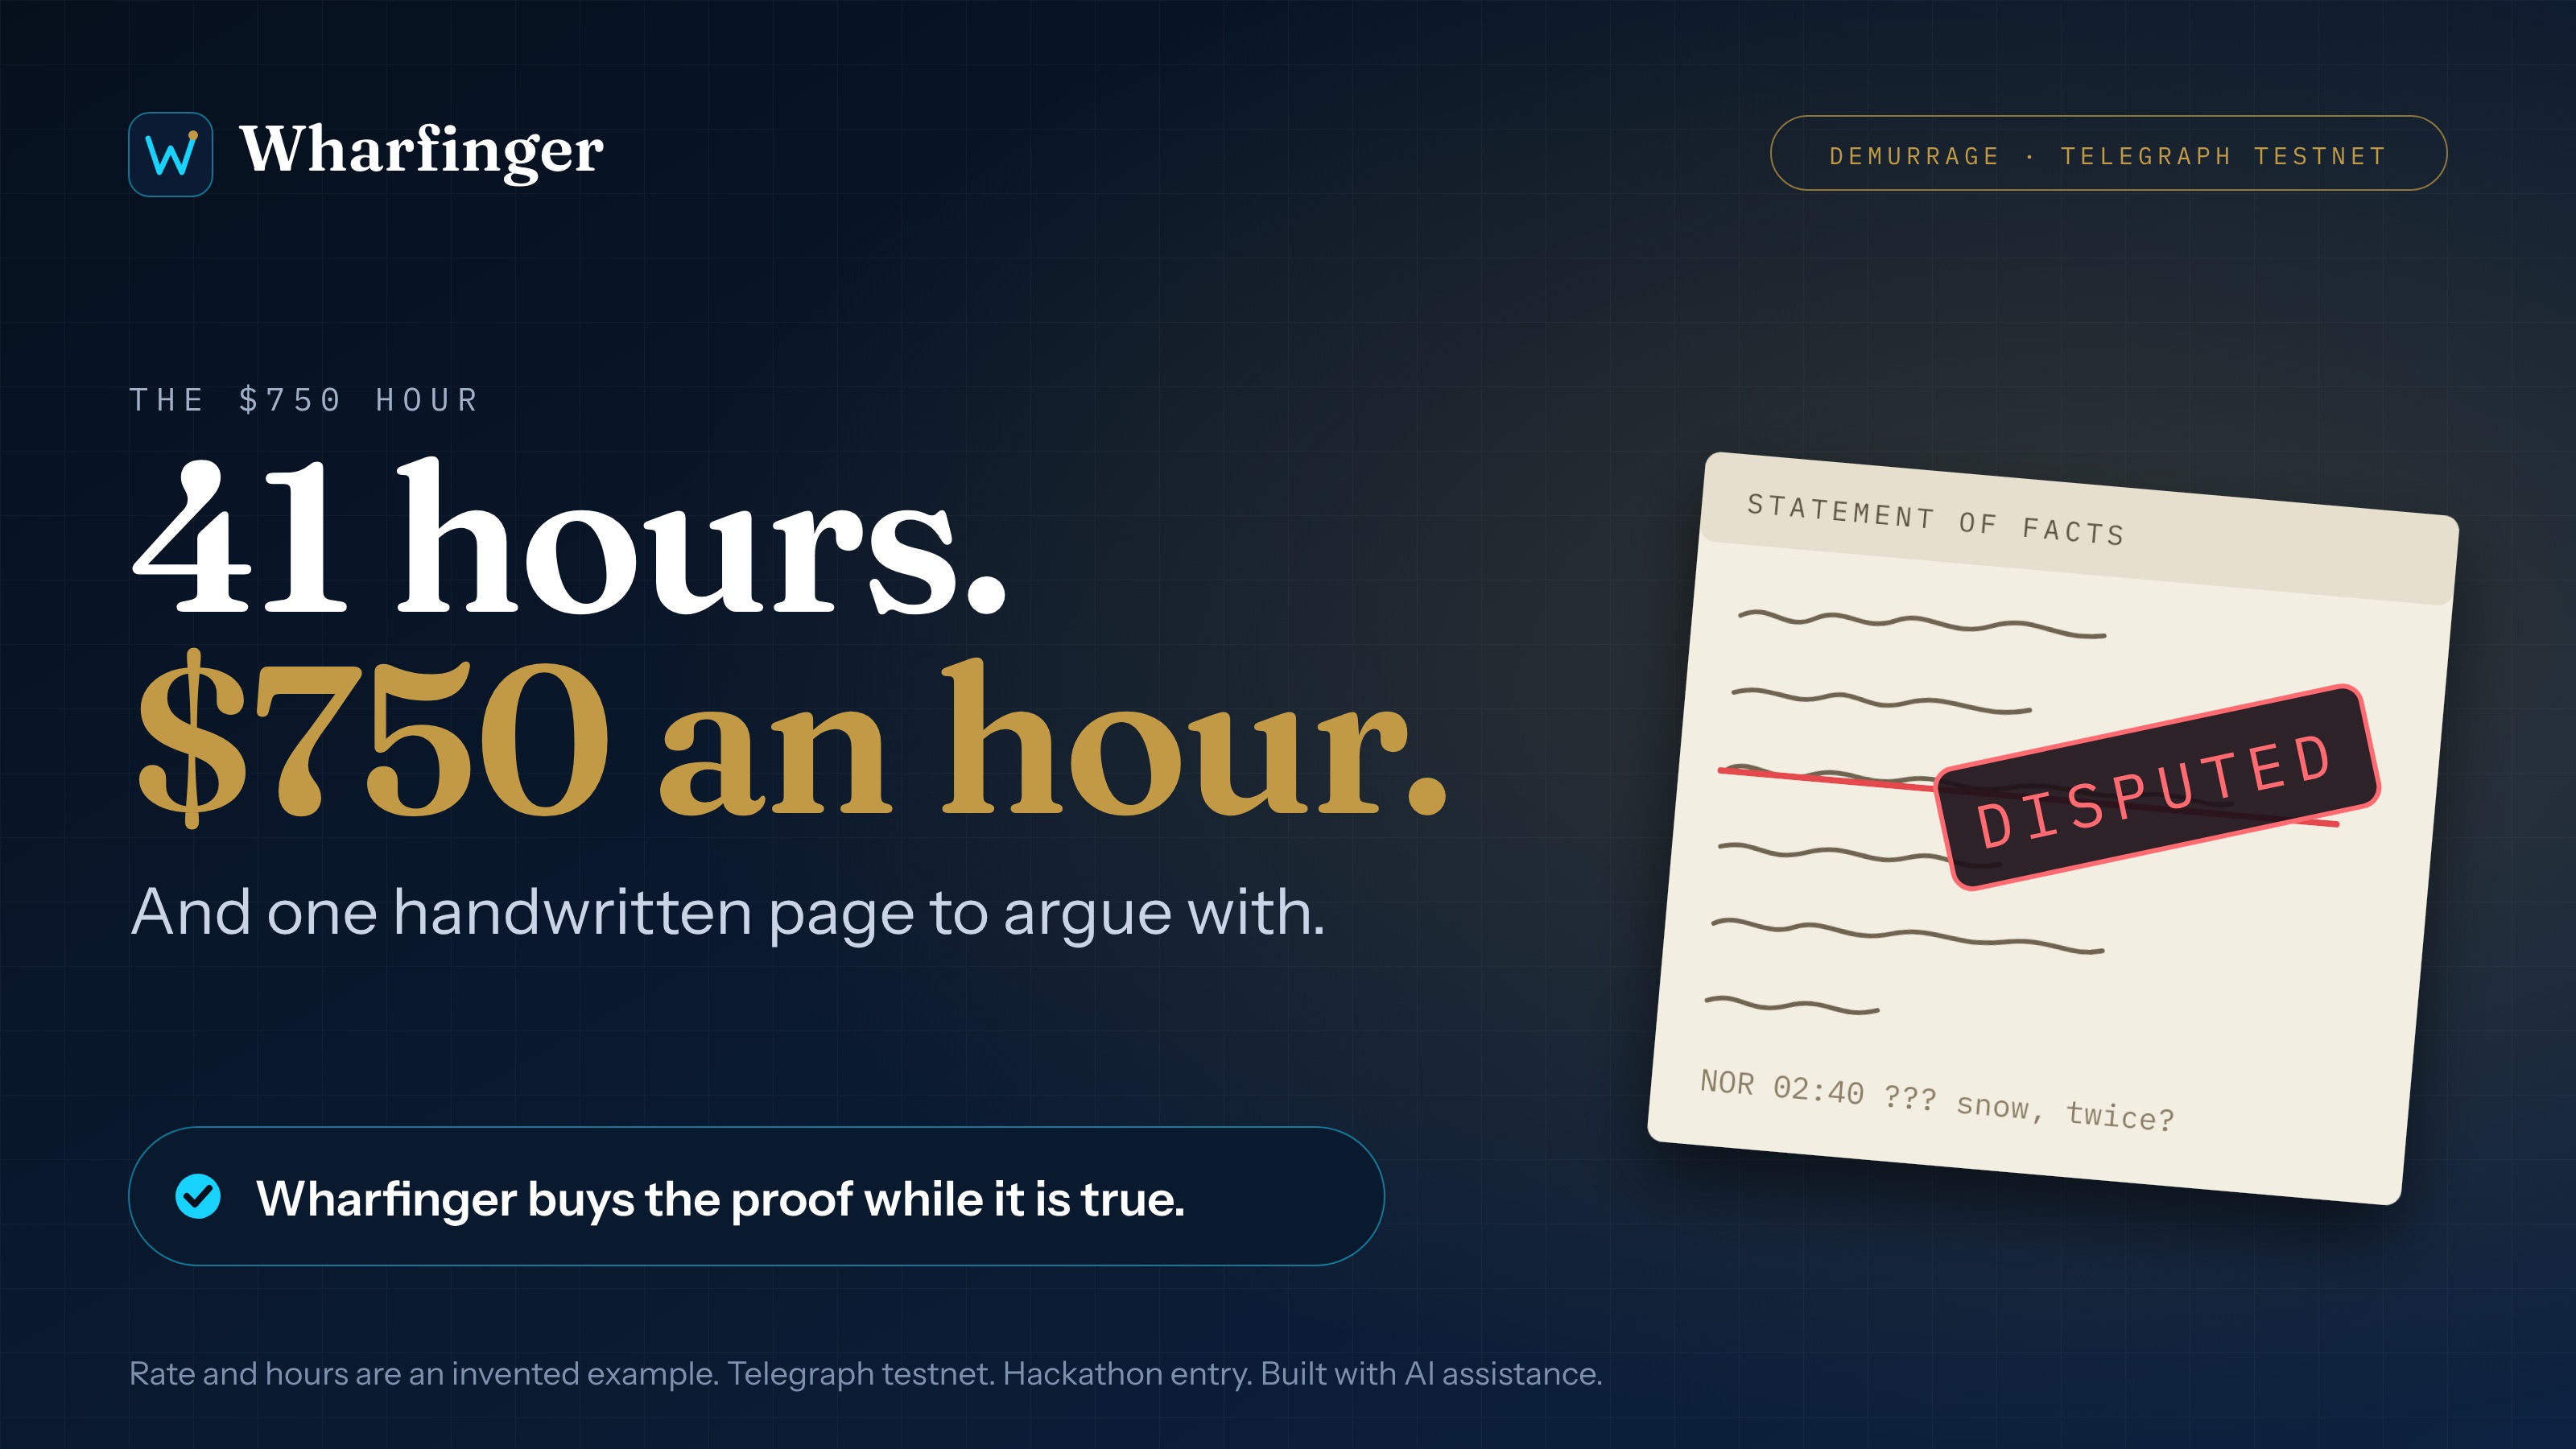 Wharfinger
DEMURRAGE · TELEGRAPH TESTNET
THE $750 HOUR
41 hours.
$750 an hour.
And one handwritten page to argue with.
STATEMENT OF FACTS
DISPUTED
NOR 02:40 ??? snow, twice?
Wharfinger buys the proof while it is true.
Rate and hours are an invented example. Telegraph testnet. Hackathon entry. Built with AI assistance.